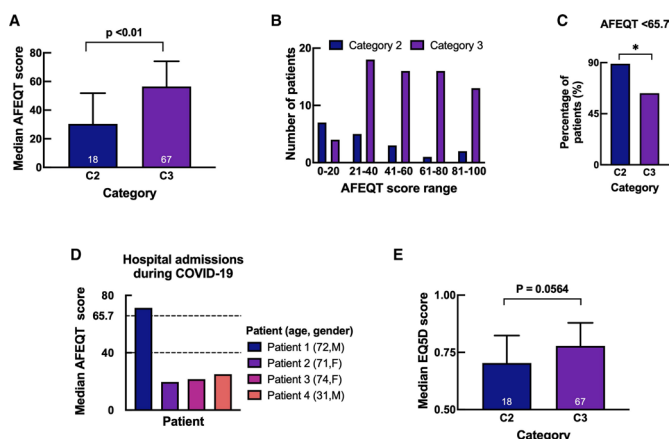 A
p <0.01
Median AFEQT score
80
60
40
20
0
18
67
C2
C3
Category
B
Category 2
Category 3
Number of patients
20
10
0
0-20
21-40
41-60
61-80
81-100
AFEQT score range
C
AFEQT <65.7
*
Percentage of
patients (%)
90
45
0
C2
C3
Category
D
Hospital admissions
during COVID-19
Median AFEQT score
80
65.7
40
0
Patient
Patient (age, gender)
Patient 1 (72,M)
Patient 2 (71,F)
Patient 3 (74,F)
Patient 4 (31,M)
E
P = 0.0564
Median EQ5D score
1.00
0.75
0.50
18
67
C2
C3
Category